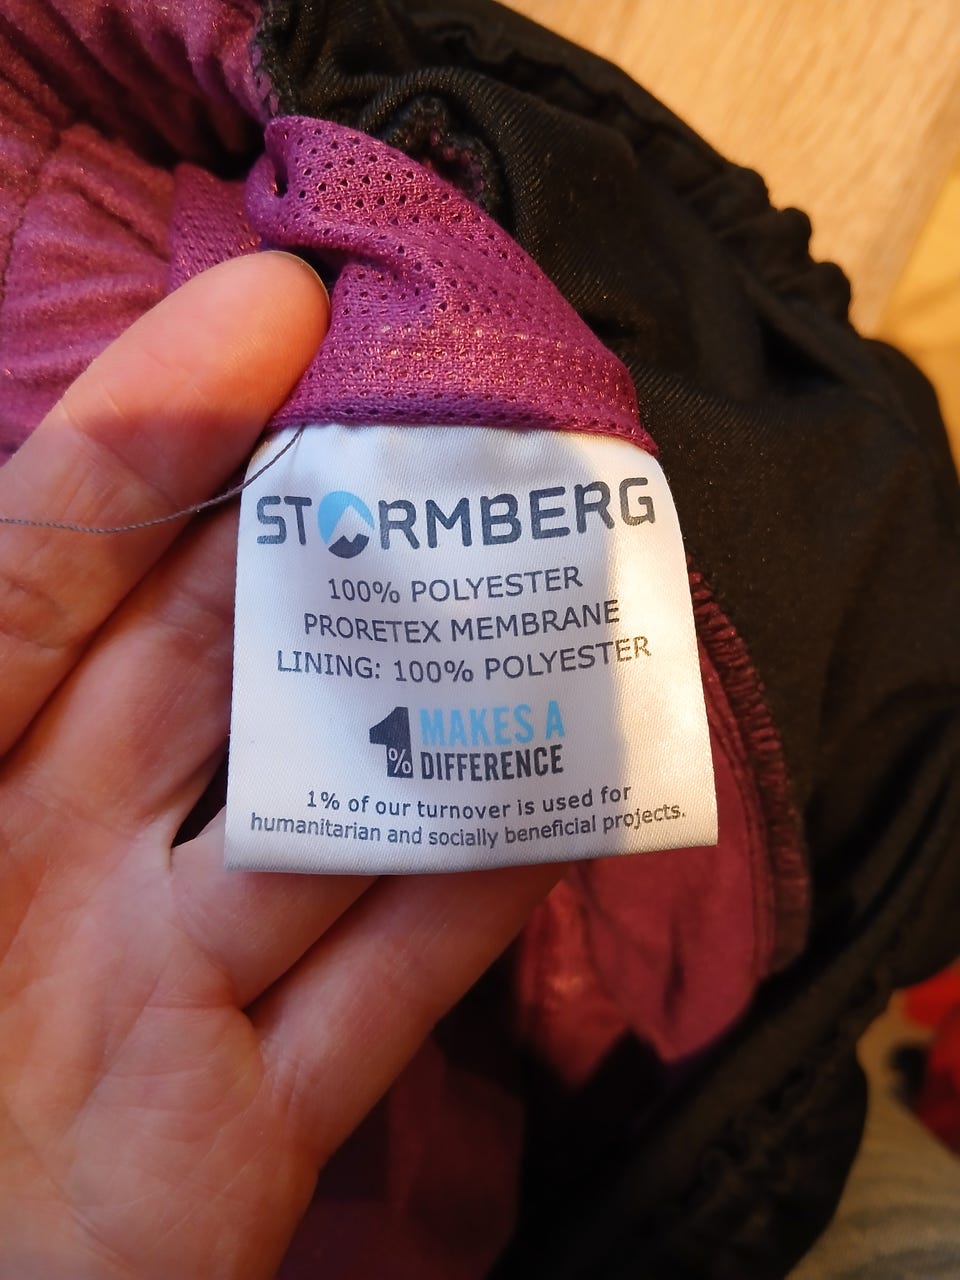 STORMBERG
100% POLYESTER
PRORETEX MEMBRANE
LINING: 100% POLYESTER
1% MAKES A
DIFFERENCE
1% of our turnover is used for
humanitarian and socially beneficial projects.